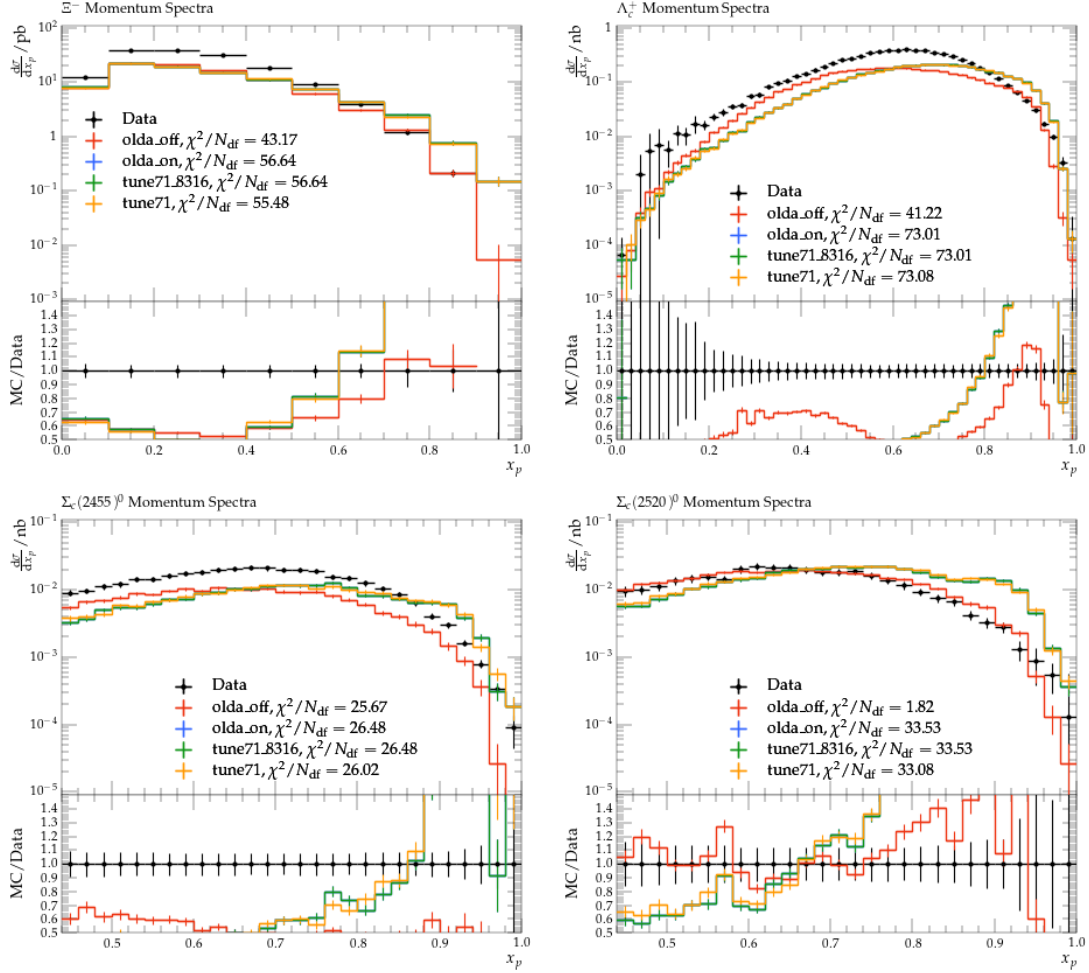 Ξ⁻ Momentum Spectra
dσ/dx_p / pb
10²
10¹
1
10⁻¹
10⁻²
10⁻³
Data
olda_off, χ²/N_df = 43.17
olda_on, χ²/N_df = 56.64
tune71_8316, χ²/N_df = 56.64
tune71, χ²/N_df = 55.48
MC/Data
1.4
1.3
1.2
1.1
1.0
0.9
0.8
0.7
0.6
0.5
0.0 0.2 0.4 0.6 0.8 1.0
x_p
Λ_c⁺ Momentum Spectra
dσ/dx_p / nb
1
10⁻¹
10⁻²
10⁻³
10⁻⁴
10⁻⁵
Data
olda_off, χ²/N_df = 41.22
olda_on, χ²/N_df = 73.01
tune71_8316, χ²/N_df = 73.01
tune71, χ²/N_df = 73.08
MC/Data
1.4
1.3
1.2
1.1
1.0
0.9
0.8
0.7
0.6
0.5
0.0 0.2 0.4 0.6 0.8 1.0
x_p
Σ_c(2455)⁰ Momentum Spectra
dσ/dx_p / nb
10⁻¹
10⁻²
10⁻³
10⁻⁴
10⁻⁵
Data
olda_off, χ²/N_df = 25.67
olda_on, χ²/N_df = 26.48
tune71_8316, χ²/N_df = 26.48
tune71, χ²/N_df = 26.02
MC/Data
1.4
1.3
1.2
1.1
1.0
0.9
0.8
0.7
0.6
0.5
0.5 0.6 0.7 0.8 0.9 1.0
x_p
Σ_c(2520)⁰ Momentum Spectra
dσ/dx_p / nb
10⁻¹
10⁻²
10⁻³
10⁻⁴
10⁻⁵
Data
olda_off, χ²/N_df = 1.82
olda_on, χ²/N_df = 33.53
tune71_8316, χ²/N_df = 33.53
tune71, χ²/N_df = 33.08
MC/Data
1.4
1.3
1.2
1.1
1.0
0.9
0.8
0.7
0.6
0.5
0.5 0.6 0.7 0.8 0.9 1.0
x_p